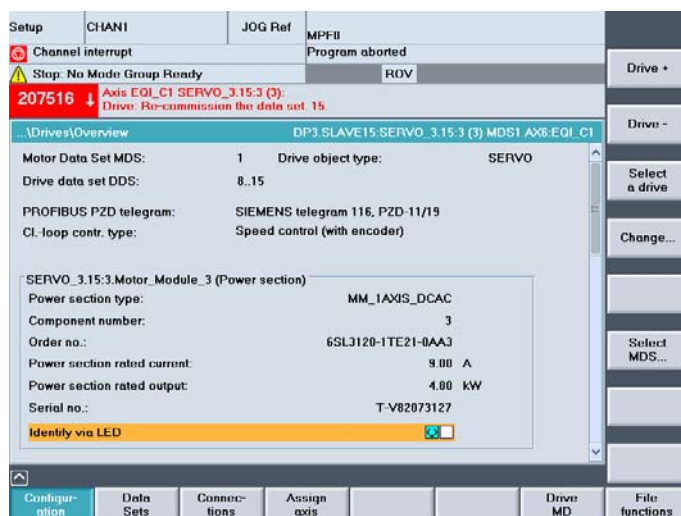 Setup CHAN1 JOG Ref MPF0
Channel interrupt Program aborted
Stop: No Mode Group Ready ROV
207516 ↓ Axis EQI_C1 SERVO_3.15:3 (3):
Drive: Re-commission the data set 15.
...\Drives\Overview DP3.SLAVE15:SERVO_3.15:3 (3) MDS1 AX6:EQI_C1
Motor Data Set MDS: 1 Drive object type: SERVO
Drive data set DDS: 8..15
PROFIBUS PZD telegram: SIEMENS telegram 116, PZD-11/19
Cl.-loop contr. type: Speed control (with encoder)
SERVO_3.15:3.Motor_Module_3 (Power section)
Power section type: MM_1AXIS_DCAC
Component number: 3
Order no.: 6SL3120-1TE21-0AA3
Power section rated current: 9.00 A
Power section rated output: 4.80 kW
Serial no.: T-V82073127
Identify via LED
Drive +
Drive -
Select
a drive
Change...
Select
MDS...
Configur-
ation
Data
Sets
Connec-
tions
Assign
axis
Drive
MD
File
functions